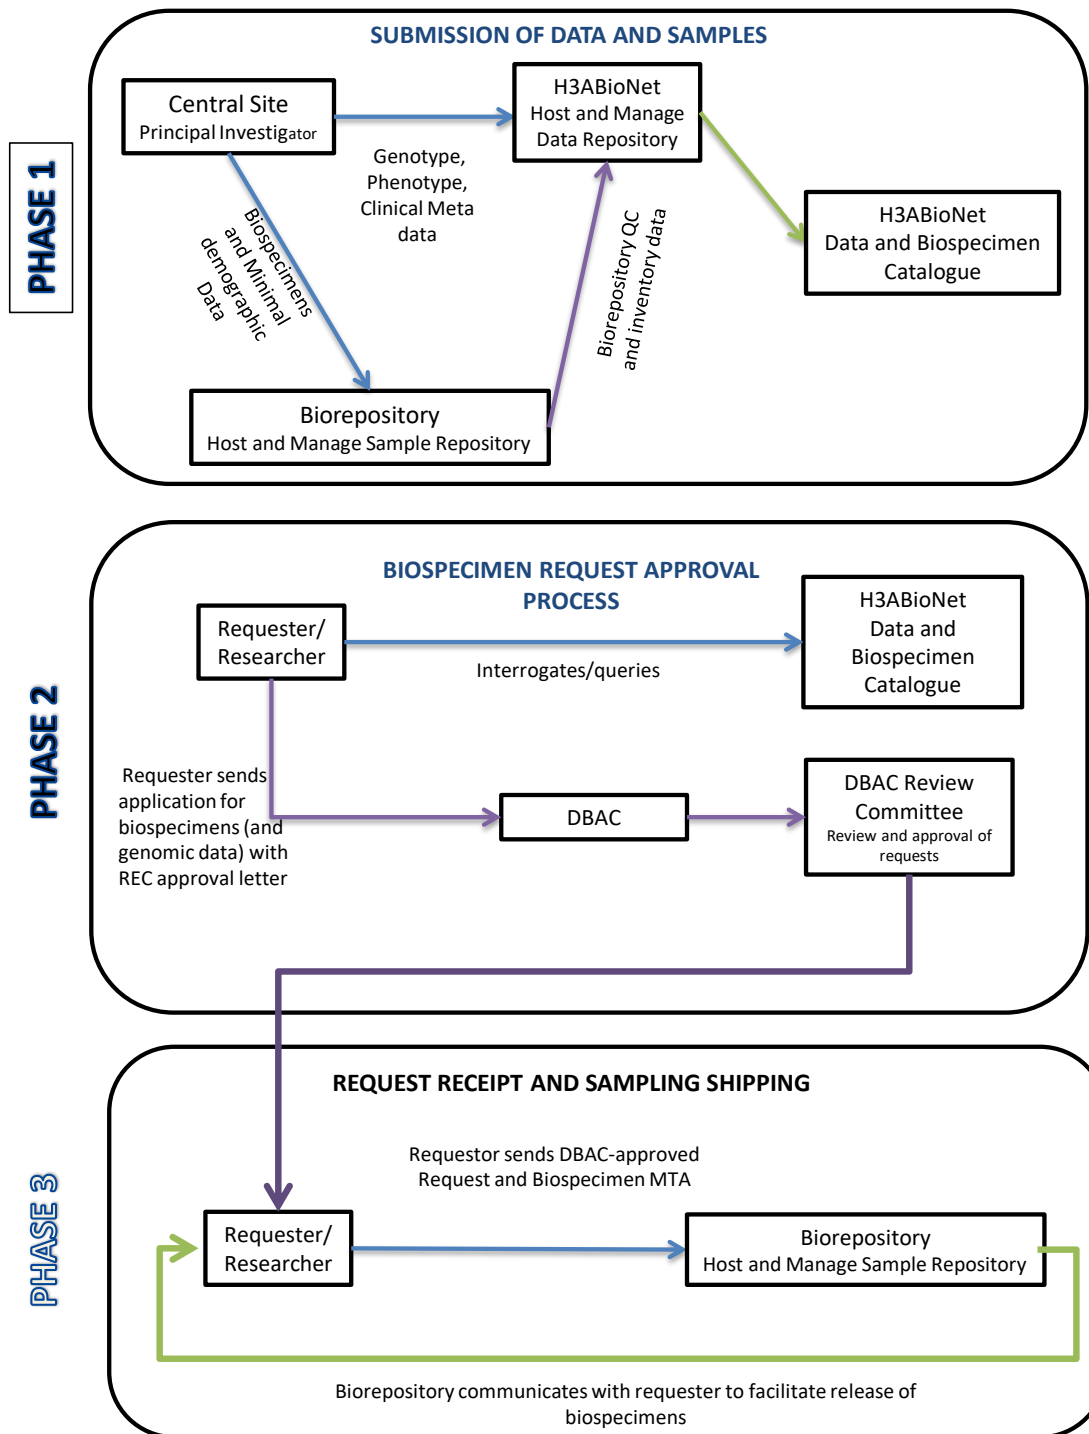 PHASE 1
SUBMISSION OF DATA AND SAMPLES
Central Site
Principal Investigator
H3ABioNet
Host and Manage
Data Repository
Genotype,
Phenotype,
Clinical Meta
data
Biospecimens
and Minimal
demographic
Data
Biorepository QC
and inventory data
H3ABioNet
Data and Biospecimen
Catalogue
Biorepository
Host and Manage Sample Repository
PHASE 2
BIOSPECIMEN REQUEST APPROVAL
PROCESS
Requester/
Researcher
Interrogates/queries
H3ABioNet
Data and
Biospecimen
Catalogue
Requester sends
application for
biospecimens (and
genomic data) with
REC approval letter
DBAC
DBAC Review
Committee
Review and approval of
requests
PHASE 3
REQUEST RECEIPT AND SAMPLING SHIPPING
Requestor sends DBAC-approved
Request and Biospecimen MTA
Requester/
Researcher
Biorepository
Host and Manage Sample Repository
Biorepository communicates with requester to facilitate release of
biospecimens